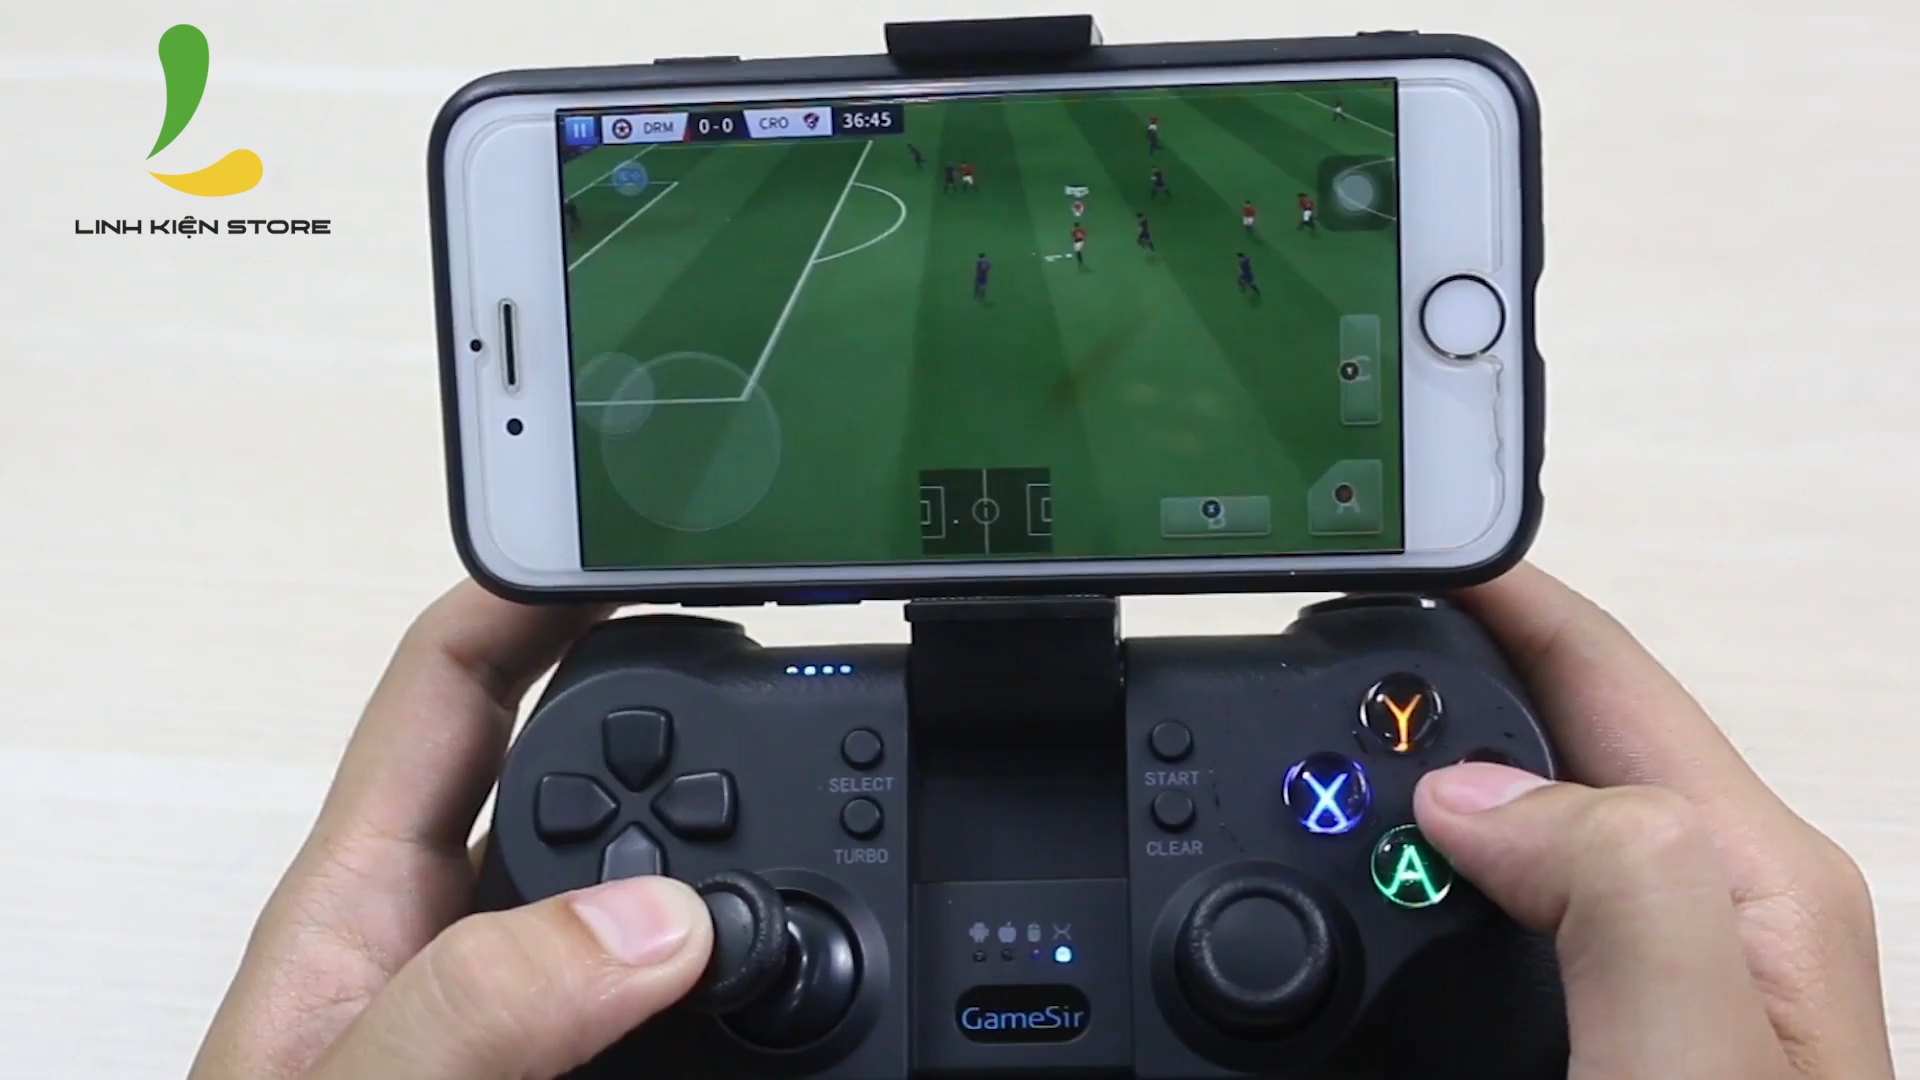 LINH KIỆN STORE
DRM 0-0 CRO 36:45
C
B
A
SELECT
TURBO
START
CLEAR
Y
X
A
GameSir